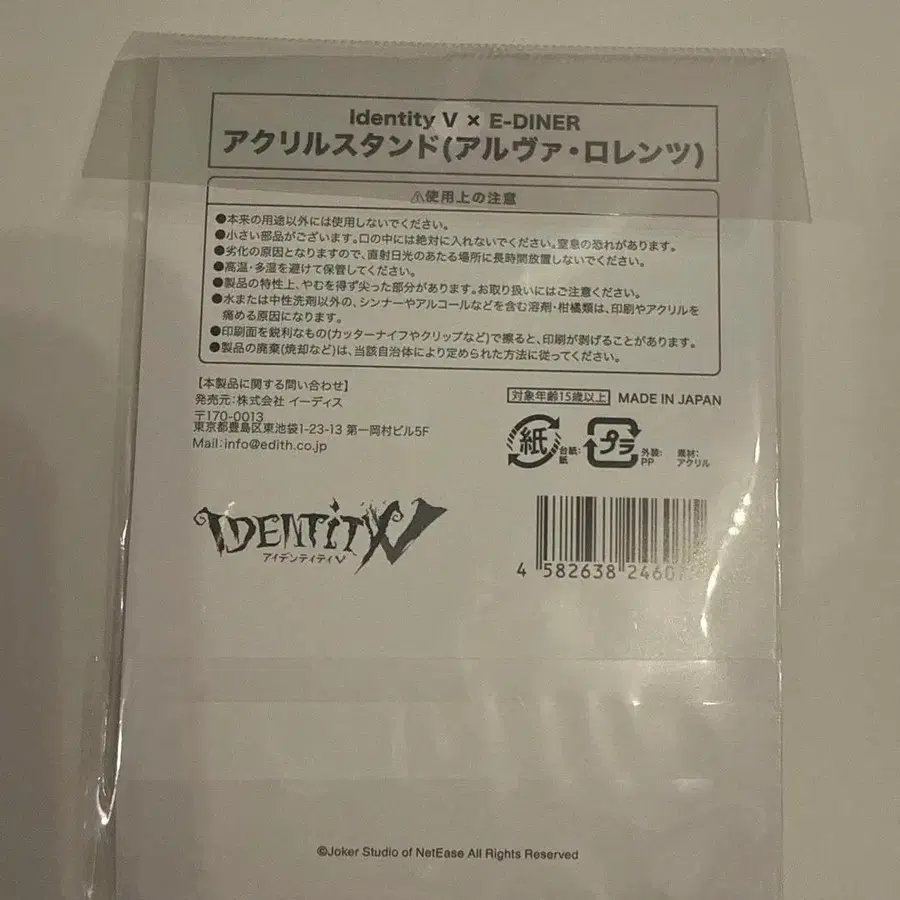 Identity V × E-DINER
アクリルスタンド(アルヴァ・ロレンツ)
⚠使用上の注意
●本来の用途以外には使用しないでください。
●小さい部品がございます。口の中には絶対に入れないでください。窒息の恐れがあります。
●劣化の原因となりますので、直射日光のあたる場所に長時間放置しないでください。
●高温・多湿を避けて保管してください。
●製品の特性上、やむを得ず尖った部分があります。お取り扱いにはご注意ください。
●水または中性洗剤以外の、シンナーやアルコールなどを含む溶剤・柑橘類は、印刷やアクリルを
痛める原因になります。
●印刷面を鋭利なもの(カッターナイフやクリップなど)で擦ると、印刷が剥げることがあります。
●製品の廃棄(焼却など)は、当該自治体により定められた方法に従ってください。
【本製品に関する問い合わせ】
発売元:株式会社 イーディス
〒170-0013
東京都豊島区東池袋1-23-13 第一岡村ビル5F
Mail:info@edith.co.jp
対象年齢15歳以上 MADE IN JAPAN
紙 台紙:紙 プラ 外装:PP 素材:アクリル
IDENTITY V
アイデンティティV
4 582638 2460
©Joker Studio of NetEase All Rights Reserved